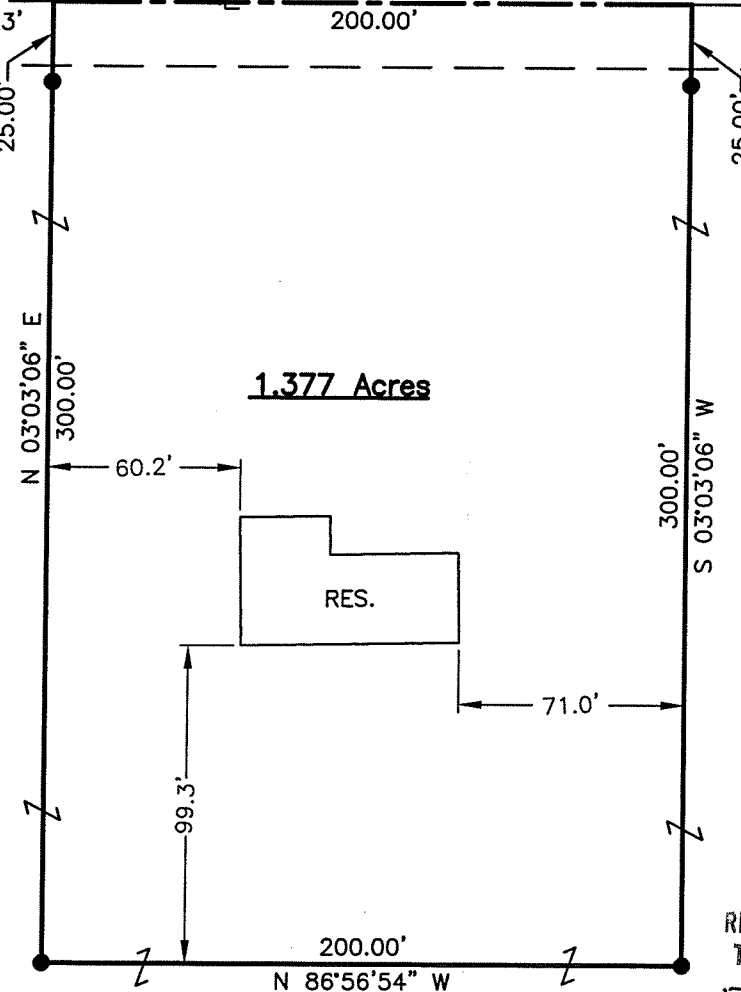 3'
200.00'
25.00'
25.00'
N 03°03'06" E
300.00'
1.377 Acres
60.2'
300.00'
S 03°03'06" W
RES.
71.0'
99.3'
200.00'
N 86°56'54" W